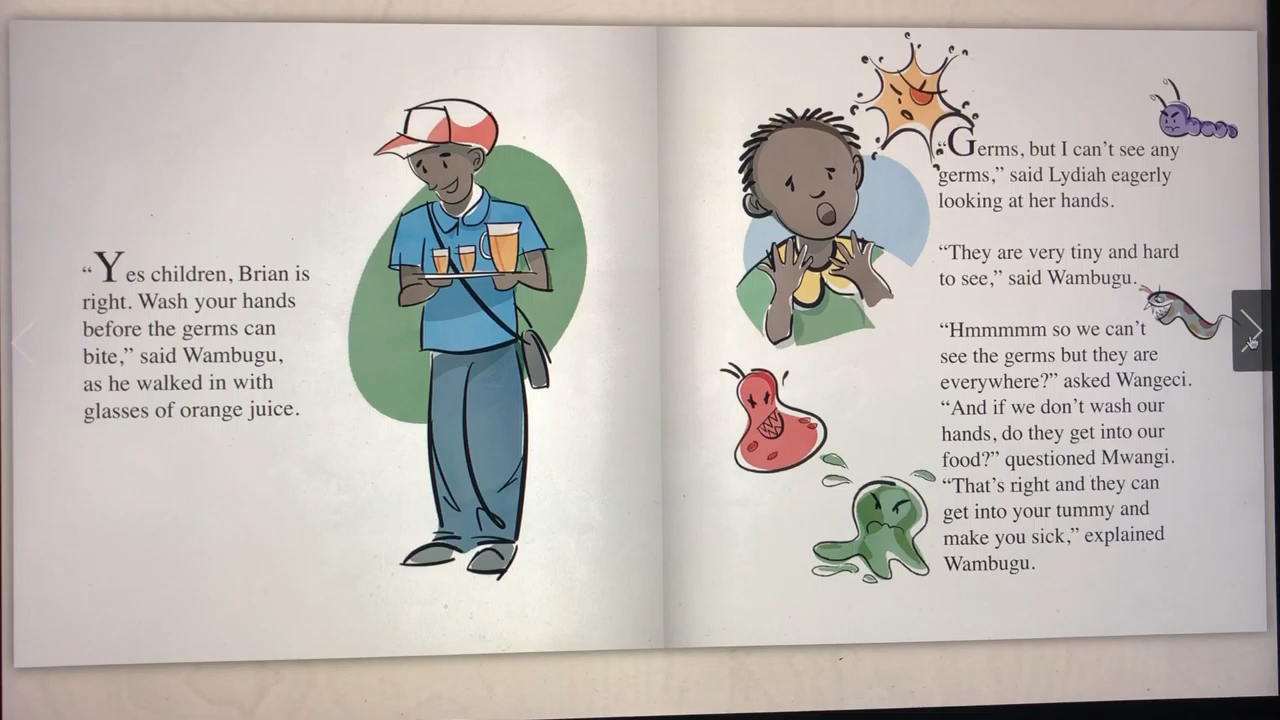 “Yes children, Brian is
right. Wash your hands
before the germs can
bite,” said Wambugu,
as he walked in with
glasses of orange juice.
“Germs, but I can’t see any
germs,” said Lydiah eagerly
looking at her hands.
“They are very tiny and hard
to see,” said Wambugu.
“Hmmmmm so we can’t
see the germs but they are
everywhere?” asked Wangeci.
“And if we don’t wash our
hands, do they get into our
food?” questioned Mwangi.
“That’s right and they can
get into your tummy and
make you sick,” explained
Wambugu.